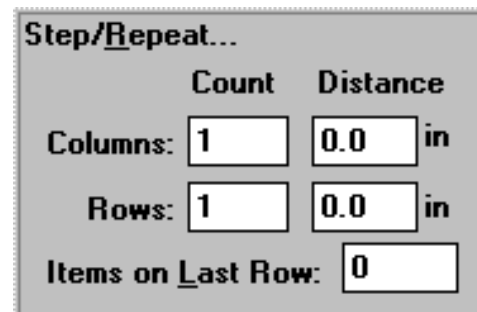 Step/Repeat...
Count Distance
Columns: 1 0.0 in
Rows: 1 0.0 in
Items on Last Row: 0